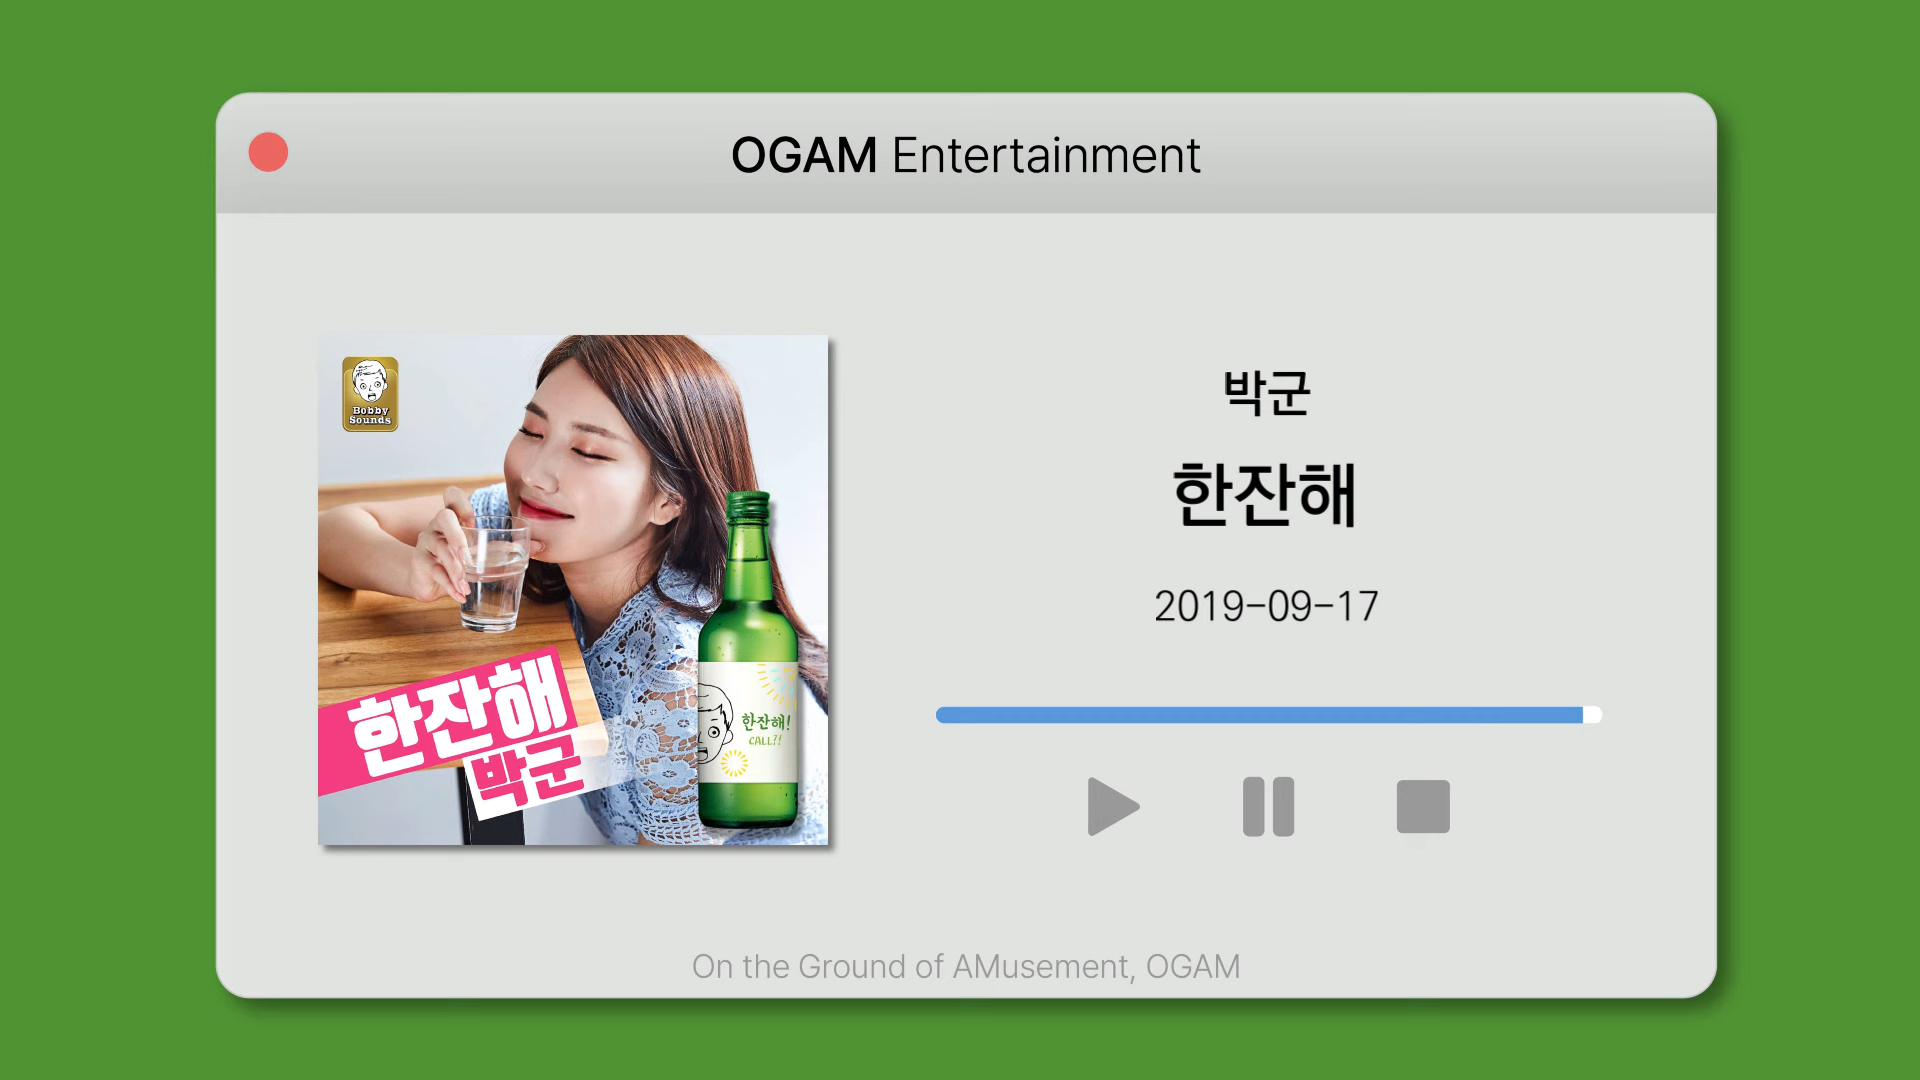 OGAM Entertainment
Bobby
Sounds
한잔해
박군
한잔해!
CALL?!
박군
한잔해
2019-09-17
On the Ground of AMusement, OGAM